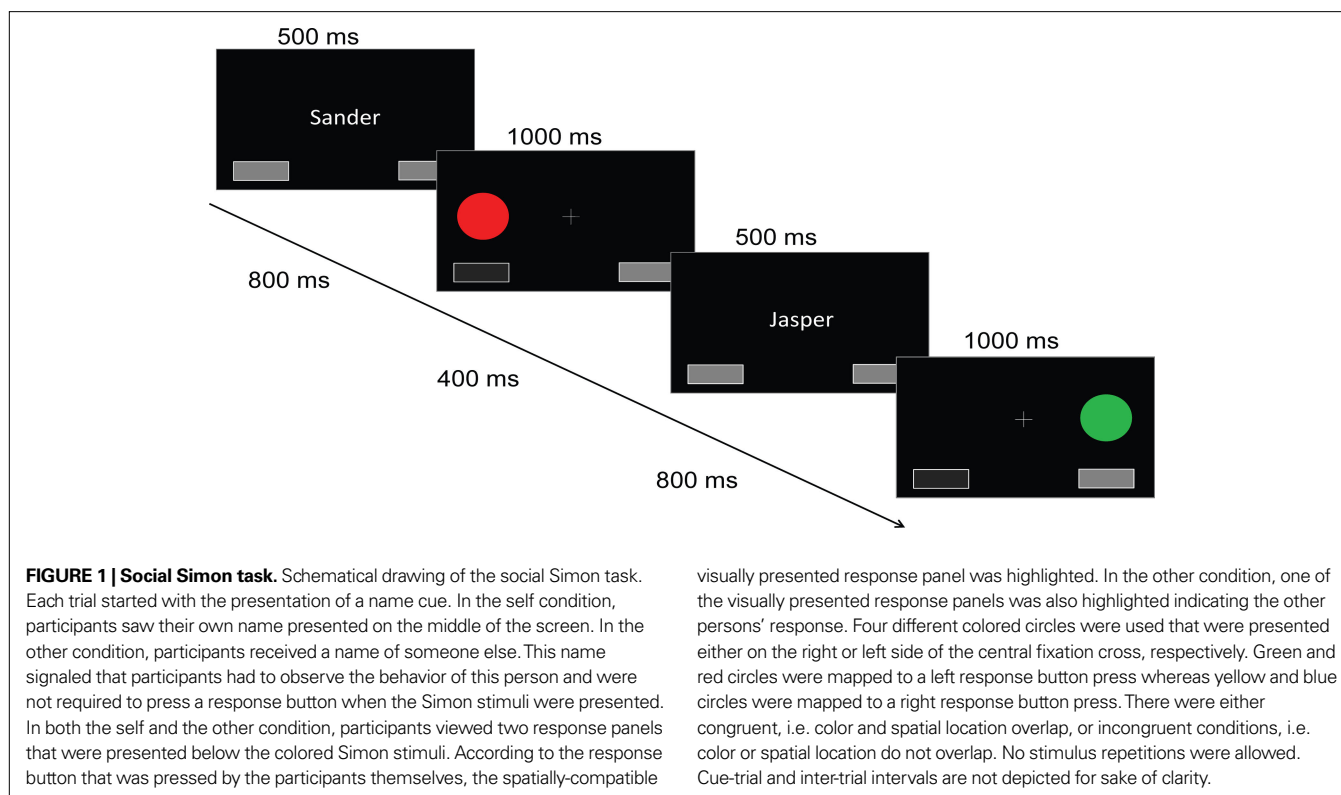 500 ms
Sander
1000 ms
500 ms
800 ms
Jasper
1000 ms
400 ms
800 ms
FIGURE 1 | Social Simon task. Schematical drawing of the social Simon task.
Each trial started with the presentation of a name cue. In the self condition,
participants saw their own name presented on the middle of the screen. In the
other condition, participants received a name of someone else. This name
signaled that participants had to observe the behavior of this person and were
not required to press a response button when the Simon stimuli were presented.
In both the self and the other condition, participants viewed two response panels
that were presented below the colored Simon stimuli. According to the response
button that was pressed by the participants themselves, the spatially-compatible
visually presented response panel was highlighted. In the other condition, one of
the visually presented response panels was also highlighted indicating the other
persons' response. Four different colored circles were used that were presented
either on the right or left side of the central fixation cross, respectively. Green and
red circles were mapped to a left response button press whereas yellow and blue
circles were mapped to a right response button press. There were either
congruent, i.e. color and spatial location overlap, or incongruent conditions, i.e.
color or spatial location do not overlap. No stimulus repetitions were allowed.
Cue-trial and inter-trial intervals are not depicted for sake of clarity.